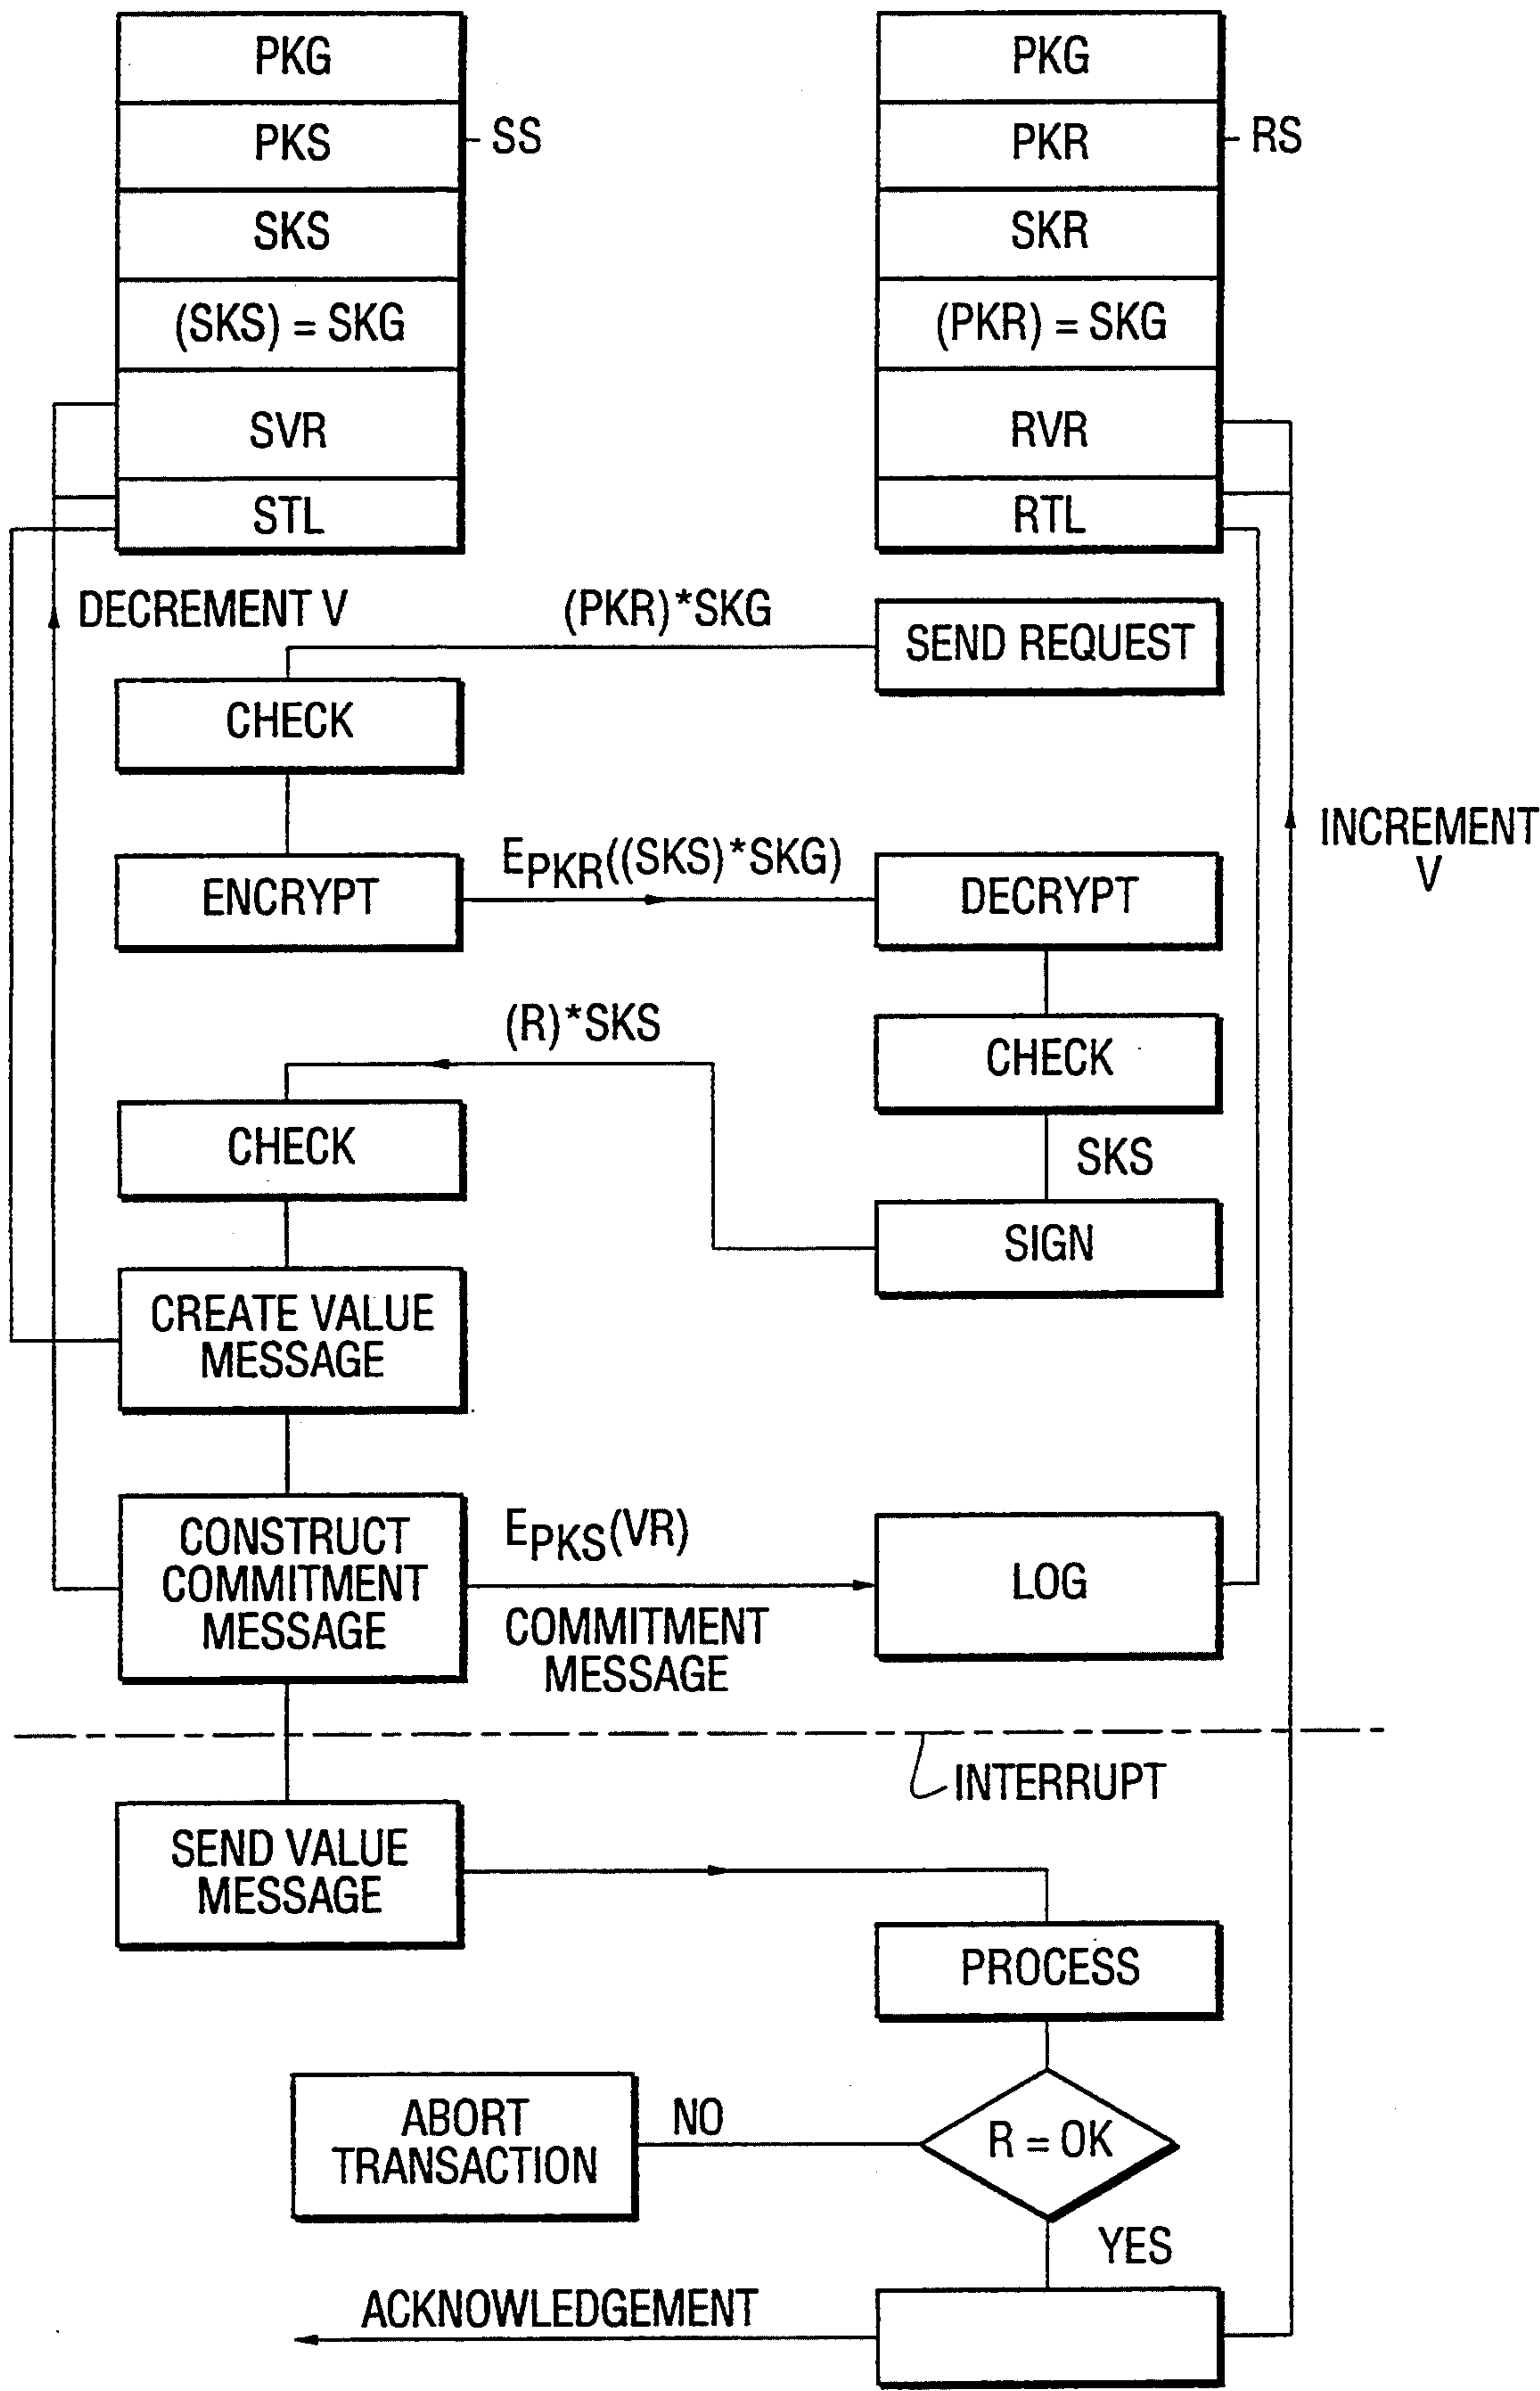 PKG
PKS
SS
SKS
(SKS) = SKG
SVR
STL
PKG
PKR
RS
SKR
(PKR) = SKG
RVR
RTL
DECREMENT V
(PKR)*SKG
SEND REQUEST
CHECK
INCREMENT
V
ENCRYPT
EPKR((SKS)*SKG)
DECRYPT
(R)*SKS
CHECK
CHECK
SKS
SIGN
CREATE VALUE
MESSAGE
CONSTRUCT
COMMITMENT
MESSAGE
EPKS(VR)
COMMITMENT
MESSAGE
LOG
INTERRUPT
SEND VALUE
MESSAGE
PROCESS
ABORT
TRANSACTION
NO
R = OK
YES
ACKNOWLEDGEMENT